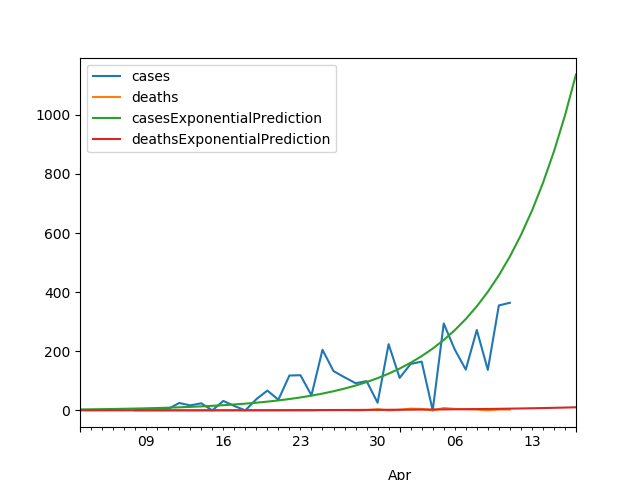 cases
deaths
casesExponentialPrediction
deathsExponentialPrediction
1000
800
600
400
200
0
09 16 23 30 06 13
Apr